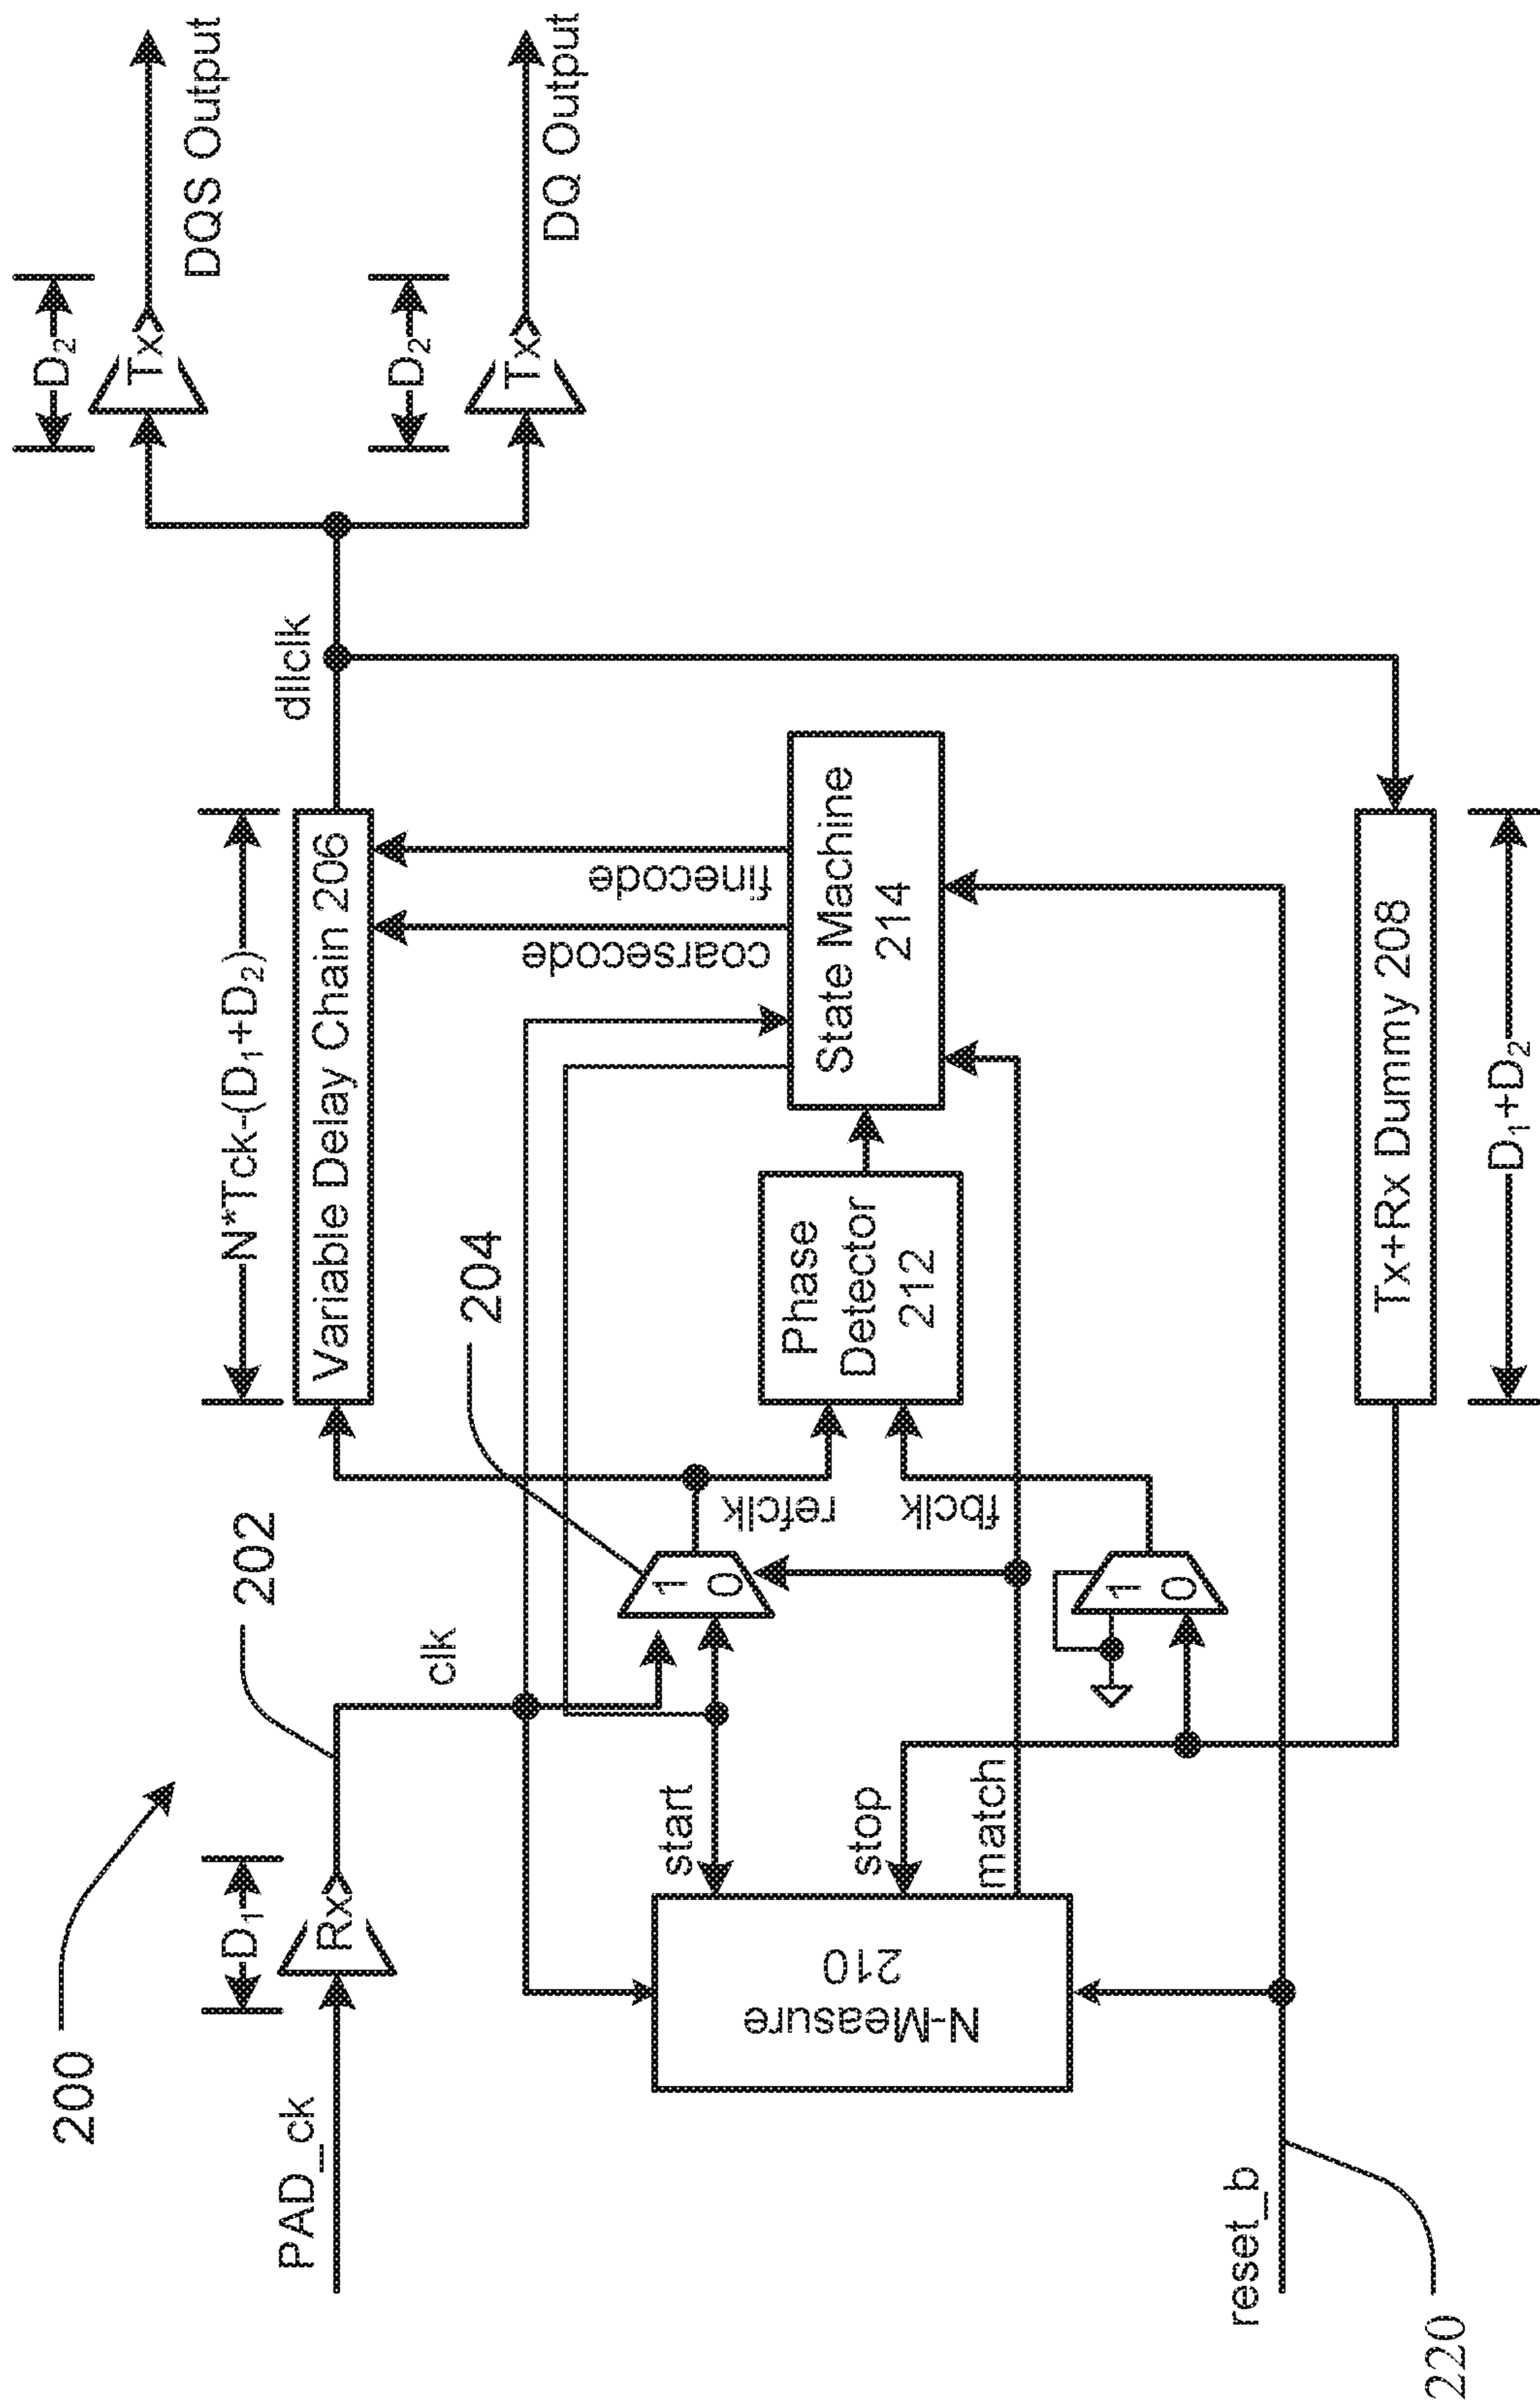 200
PAD_ck
D1
Rx
202
clk
N*Tck-(D1+D2)
Variable Delay Chain 206
dllclk
D2
Tx
DQS Output
D2
Tx
DQ Output
204
1
0
refclk
fbclk
coarsecode
finecode
start
stop
match
N-Measure
210
Phase
Detector
212
State Machine
214
1
0
reset_b
220
Tx+Rx Dummy 208
D1+D2